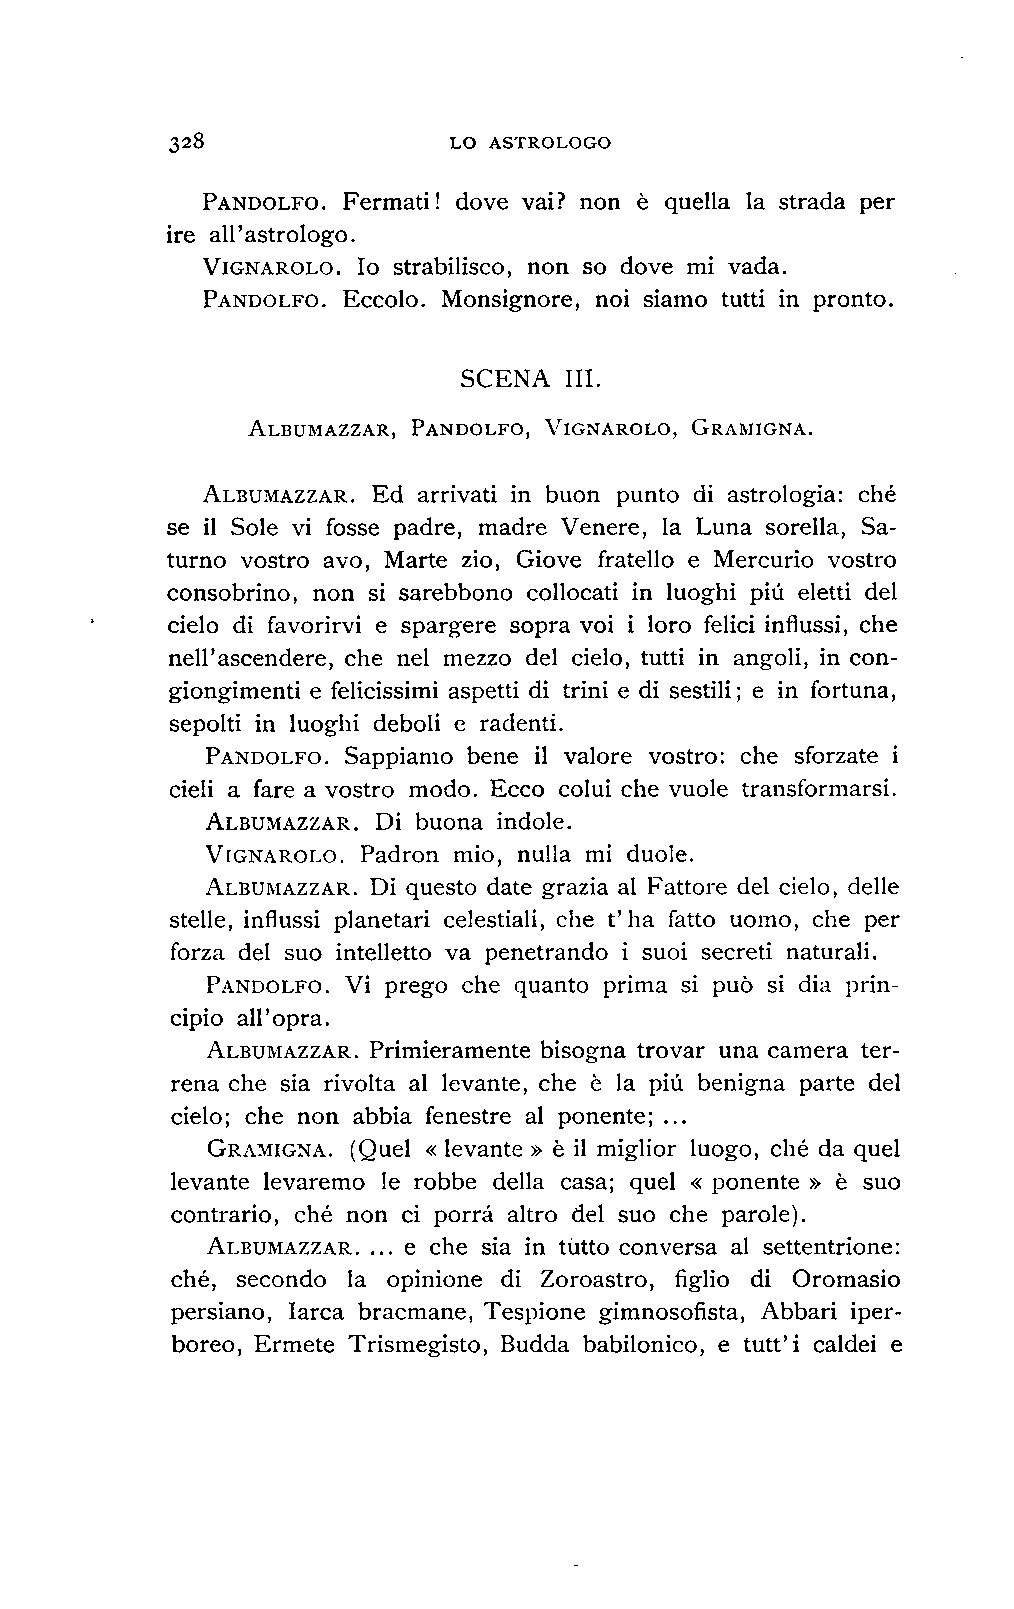 328 LO ASTROLOGO
PANDOLFO. Fermati! dove vai? non è quella la strada per
ire all'astrologo.
VIGNAROLO. Io strabilisco, non so dove mi vada.
PANDOLFO. Eccolo. Monsignore, noi siamo tutti in pronto.
SCENA III.
ALBUMAZZAR, PANDOLFO, VIGNAROLO, GRAMIGNA.
ALBUMAZZAR. Ed arrivati in buon punto di astrologia: ché
se il Sole vi fosse padre, madre Venere, la Luna sorella, Sa-
turno vostro avo, Marte zio, Giove fratello e Mercurio vostro
consobrino, non si sarebbono collocati in luoghi piú eletti del
cielo di favorirvi e spargere sopra voi i loro felici influssi, che
nell'ascendere, che nel mezzo del cielo, tutti in angoli, in con-
giongimenti e felicissimi aspetti di trini e di sestili; e in fortuna,
sepolti in luoghi deboli e radenti.
PANDOLFO. Sappiamo bene il valore vostro: che sforzate i
cieli a fare a vostro modo. Ecco colui che vuole transformarsi.
ALBUMAZZAR. Di buona indole.
VIGNAROLO. Padron mio, nulla mi duole.
ALBUMAZZAR. Di questo date grazia al Fattore del cielo, delle
stelle, influssi planetari celestiali, che t'ha fatto uomo, che per
forza del suo intelletto va penetrando i suoi secreti naturali.
PANDOLFO. Vi prego che quanto prima si può si dia prin-
cipio all'opra.
ALBUMAZZAR. Primieramente bisogna trovar una camera ter-
rena che sia rivolta al levante, che è la piú benigna parte del
cielo; che non abbia fenestre al ponente; ...
GRAMIGNA. (Quel « levante » è il miglior luogo, ché da quel
levante levaremo le robbe della casa; quel « ponente » è suo
contrario, ché non ci porrá altro del suo che parole).
ALBUMAZZAR. ... e che sia in tutto conversa al settentrione:
ché, secondo la opinione di Zoroastro, figlio di Oromasio
persiano, Iarca bracmane, Tespione gimnosofista, Abbari iper-
boreo, Ermete Trismegisto, Budda babilonico, e tutt'i caldei e